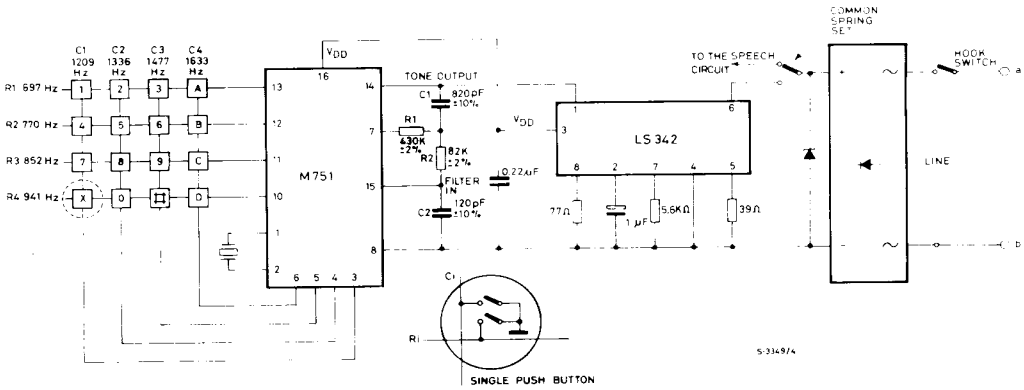 C1 C2 C3 C4
1209 1336 1477 1633
Hz Hz Hz Hz
R1 697 Hz 1 2 3 A
R2 770 Hz 4 5 6 B
R3 852 Hz 7 8 9 C
R4 941 Hz X 0 D
13
12
11
10
1
2
6 5 4 3
M751
16
VDD
14
7
15
8
TONE OUTPUT
C1 820pF
±10%
R1
430K
±2%
R2 82K
±2%
FILTER
IN
C2 120pF
±10%
0.22µF
VDD
3
1
6
LS 342
8 2 7 4 5
77Ω
1 µF
5.6KΩ
39Ω
TO THE SPEECH
CIRCUIT
COMMON
SPRING
SET
+ ~
- ~
HOOK
SWITCH
a
LINE
b
Ci
Ri
SINGLE PUSH BUTTON
S-3349/4